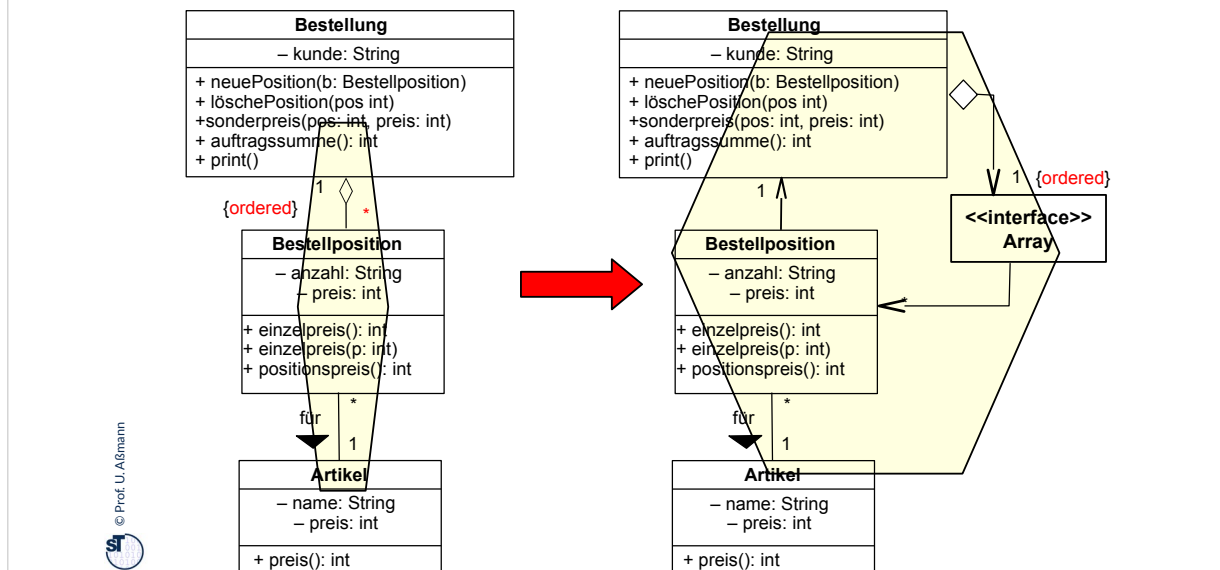 Bestellung
– kunde: String
+ neuePosition(b: Bestellposition)
+ löschePosition(pos int)
+sonderpreis(pos: int, preis: int)
+ auftragssumme(): int
+ print()
1
{ordered}
*
Bestellposition
– anzahl: String
– preis: int
+ einzelpreis(): int
+ einzelpreis(p: int)
+ positionspreis(): int
*
für
1
Artikel
– name: String
– preis: int
+ preis(): int
Bestellung
– kunde: String
+ neuePosition(b: Bestellposition)
+ löschePosition(pos int)
+sonderpreis(pos: int, preis: int)
+ auftragssumme(): int
+ print()
1
1 {ordered}
<<interface>>
Array
Bestellposition
– anzahl: String
– preis: int
*
+ einzelpreis(): int
+ einzelpreis(p: int)
+ positionspreis(): int
*
für
1
Artikel
– name: String
– preis: int
+ preis(): int
© Prof. U. Aßmann
ST